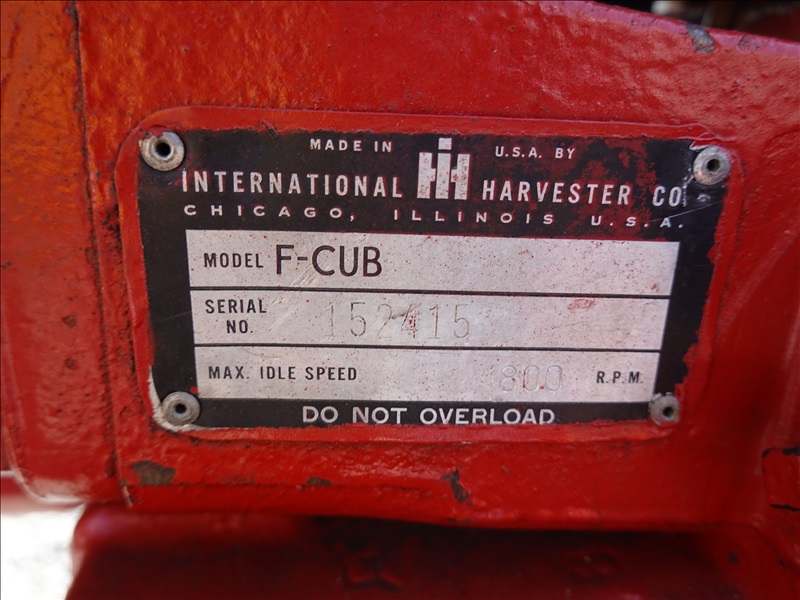 MADE IN IH U.S.A. BY
INTERNATIONAL HARVESTER CO.
CHICAGO, ILLINOIS U.S.A.
MODEL F-CUB
SERIAL NO. 152415
MAX. IDLE SPEED 800 R.P.M.
DO NOT OVERLOAD